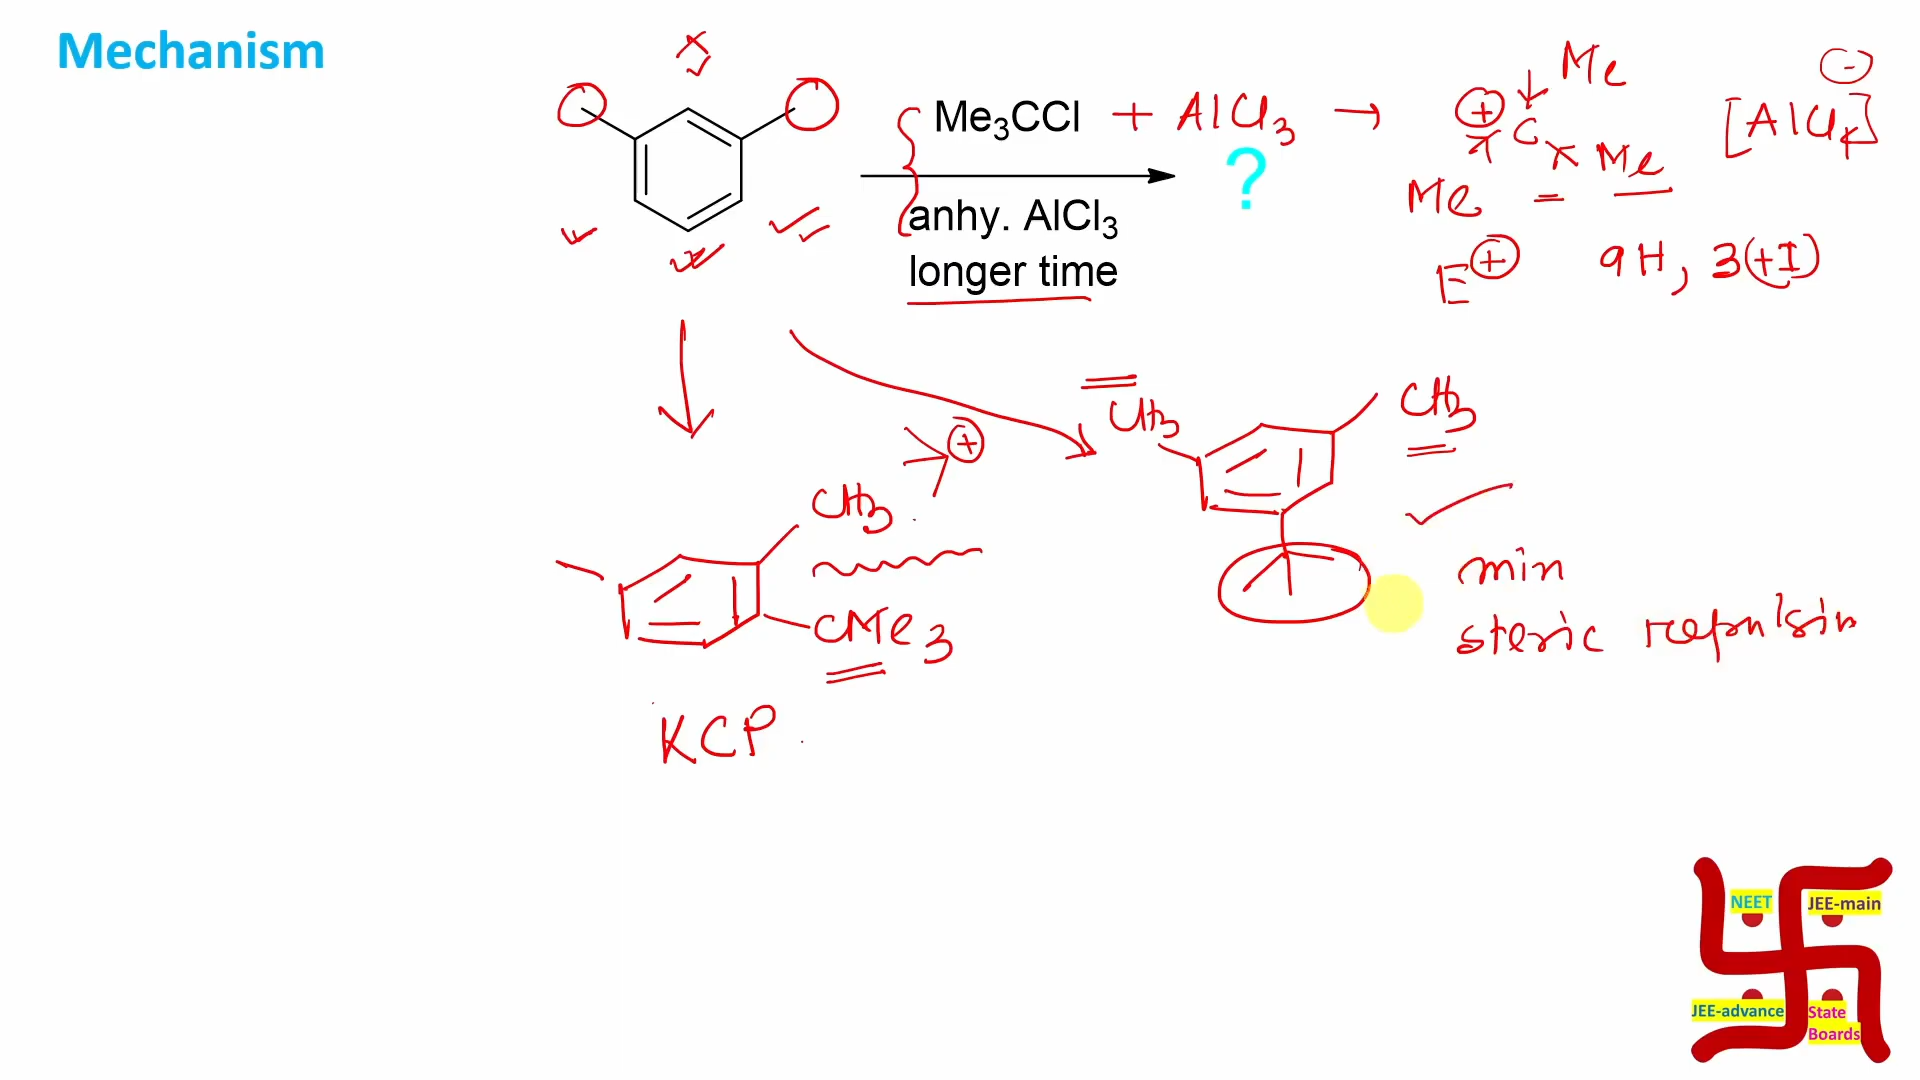 Mechanism
Me3CCl + AlCl3 →
?
anhy. AlCl3
longer time
Me
+ C
Me
Me
[AlCl4] -
E+
9H, 3(+I)
CH3
CMe3
KCP
+
CH3
CH3
min
steric repulsin
NEET
JEE-main
JEE-advance
State
Boards